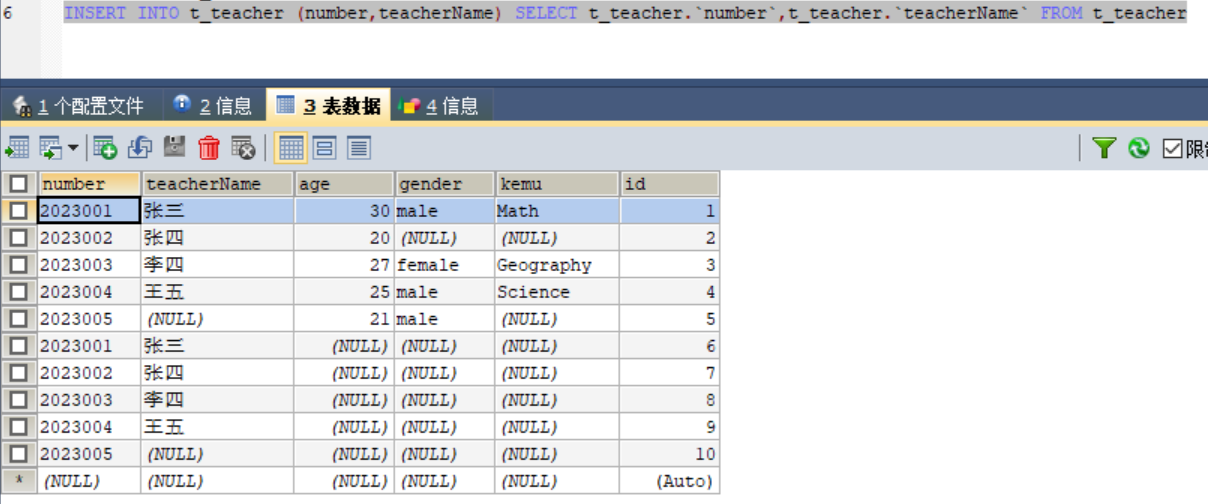 6 INSERT INTO t_teacher (number,teacherName) SELECT t_teacher.`number`,t_teacher.`teacherName` FROM t_teacher
1 个配置文件 2 信息 3 表数据 4 信息
限
number teacherName age gender kemu id
2023001 张三 30 male Math 1
2023002 张四 20 (NULL) (NULL) 2
2023003 李四 27 female Geography 3
2023004 王五 25 male Science 4
2023005 (NULL) 21 male (NULL) 5
2023001 张三 (NULL) (NULL) (NULL) 6
2023002 张四 (NULL) (NULL) (NULL) 7
2023003 李四 (NULL) (NULL) (NULL) 8
2023004 王五 (NULL) (NULL) (NULL) 9
2023005 (NULL) (NULL) (NULL) (NULL) 10
* (NULL) (NULL) (NULL) (NULL) (NULL) (Auto)